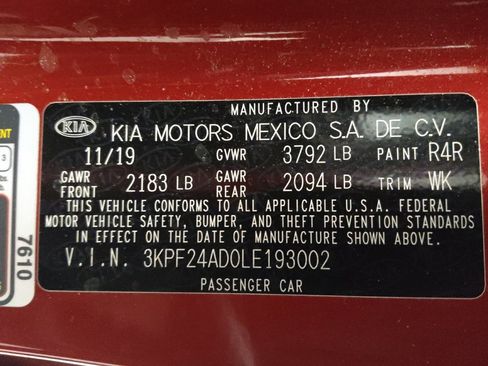 MANUFACTURED BY
KIA KIA MOTORS MEXICO S.A. DE C.V.
11/19 GVWR 3792 LB PAINT R4R
GAWR FRONT 2183 LB GAWR REAR 2094 LB TRIM WK
THIS VEHICLE CONFORMS TO ALL APPLICABLE U.S.A. FEDERAL
MOTOR VEHICLE SAFETY, BUMPER, AND THEFT PREVENTION STANDARDS
IN EFFECT ON THE DATE OF MANUFACTURE SHOWN ABOVE.
V.I.N. 3KPF24AD0LE193002
PASSENGER CAR
7610